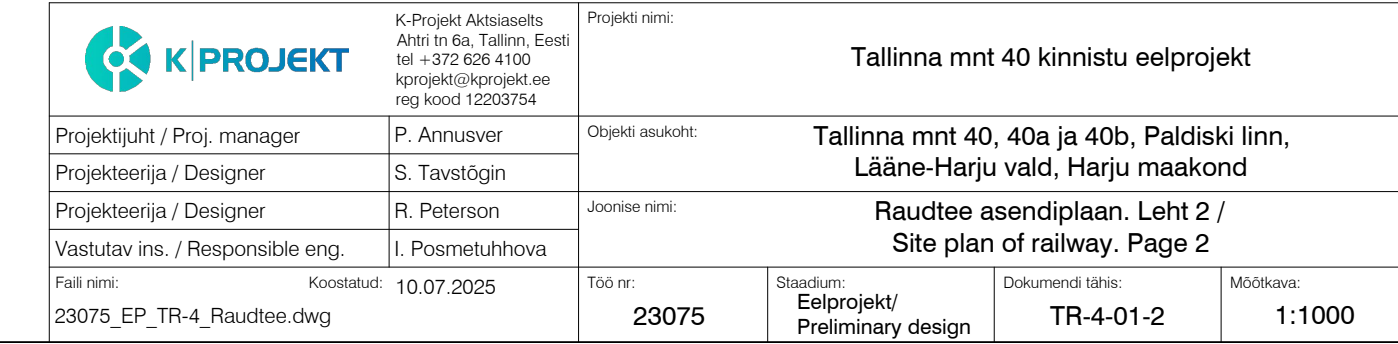 K PROJEKT
K-Projekt Aktsiaselts
Ahtri tn 6a, Tallinn, Eesti
tel +372 626 4100
kprojekt@kprojekt.ee
reg kood 12203754
Projekti nimi:
Tallinna mnt 40 kinnistu eelprojekt
Projektijuht / Proj. manager P. Annusver
Projekteerija / Designer S. Tavstõgin
Projekteerija / Designer R. Peterson
Vastutav ins. / Responsible eng. I. Posmetuhhova
Objekti asukoht:
Tallinna mnt 40, 40a ja 40b, Paldiski linn,
Lääne-Harju vald, Harju maakond
Joonise nimi:
Raudtee asendiplaan. Leht 2 /
Site plan of railway. Page 2
Faili nimi:
23075_EP_TR-4_Raudtee.dwg
Koostatud: 10.07.2025
Töö nr:
23075
Staadium:
Eelprojekt/
Preliminary design
Dokumendi tähis:
TR-4-01-2
Mõõtkava:
1:1000